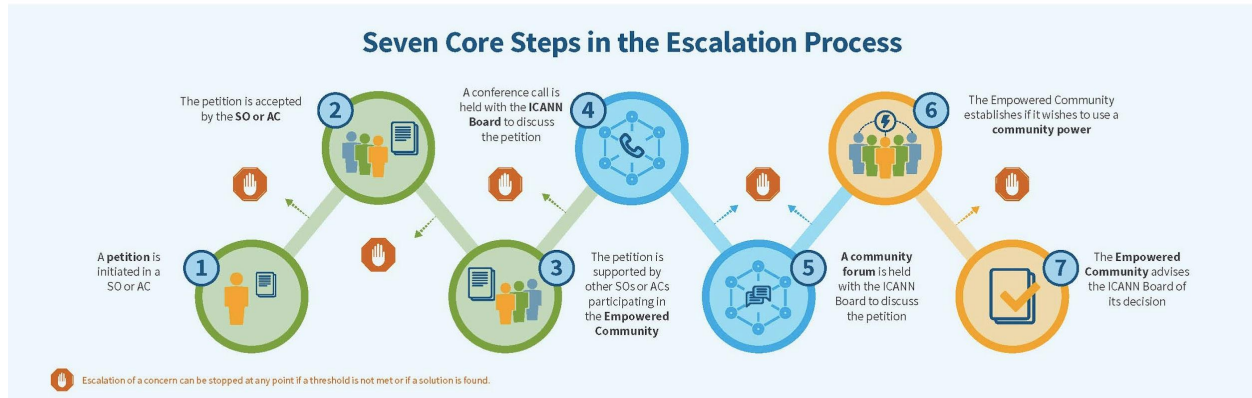 Seven Core Steps in the Escalation Process
1
A petition is
initiated in a
SO or AC
2
The petition is accepted
by the SO or AC
3
The petition is
supported by
other SOs or ACs
participating in
the Empowered
Community
4
A conference call is
held with the ICANN
Board to discuss
the petition
5
A community
forum is held
with the ICANN
Board to discuss
the petition
6
The Empowered Community
establishes if it wishes to use a
community power
7
The Empowered
Community advises
the ICANN Board of
its decision
Escalation of a concern can be stopped at any point if a threshold is not met or if a solution is found.